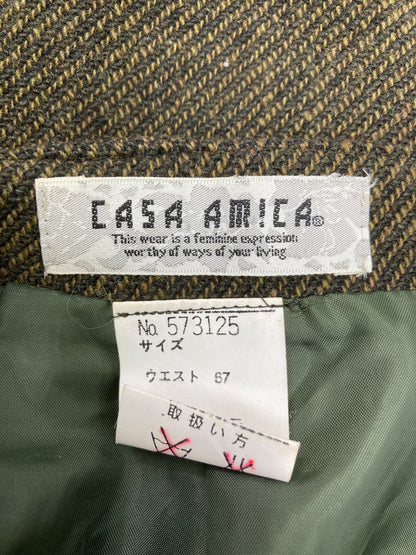 CASA AMICA®
This wear is a feminine expression
worthy of ways of your living
No. 573125
サイズ
ウエスト 67
取扱い方